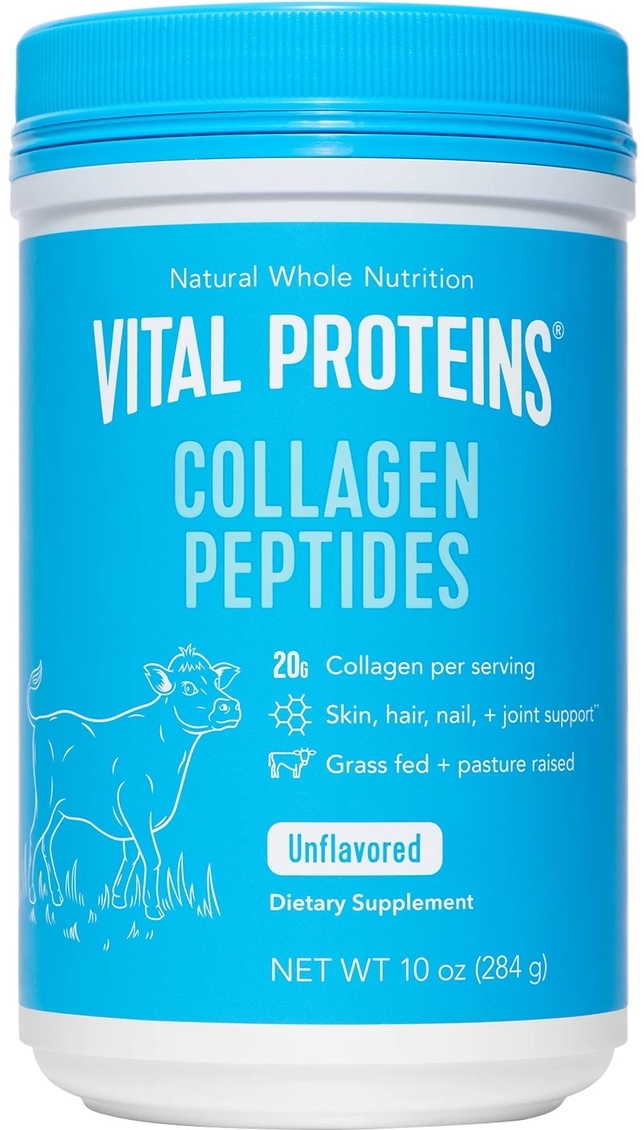 Natural Whole Nutrition
VITAL PROTEINS®
COLLAGEN
PEPTIDES
20G Collagen per serving
Skin, hair, nail, + joint support**
Grass fed + pasture raised
Unflavored
Dietary Supplement
NET WT 10 oz (284 g)